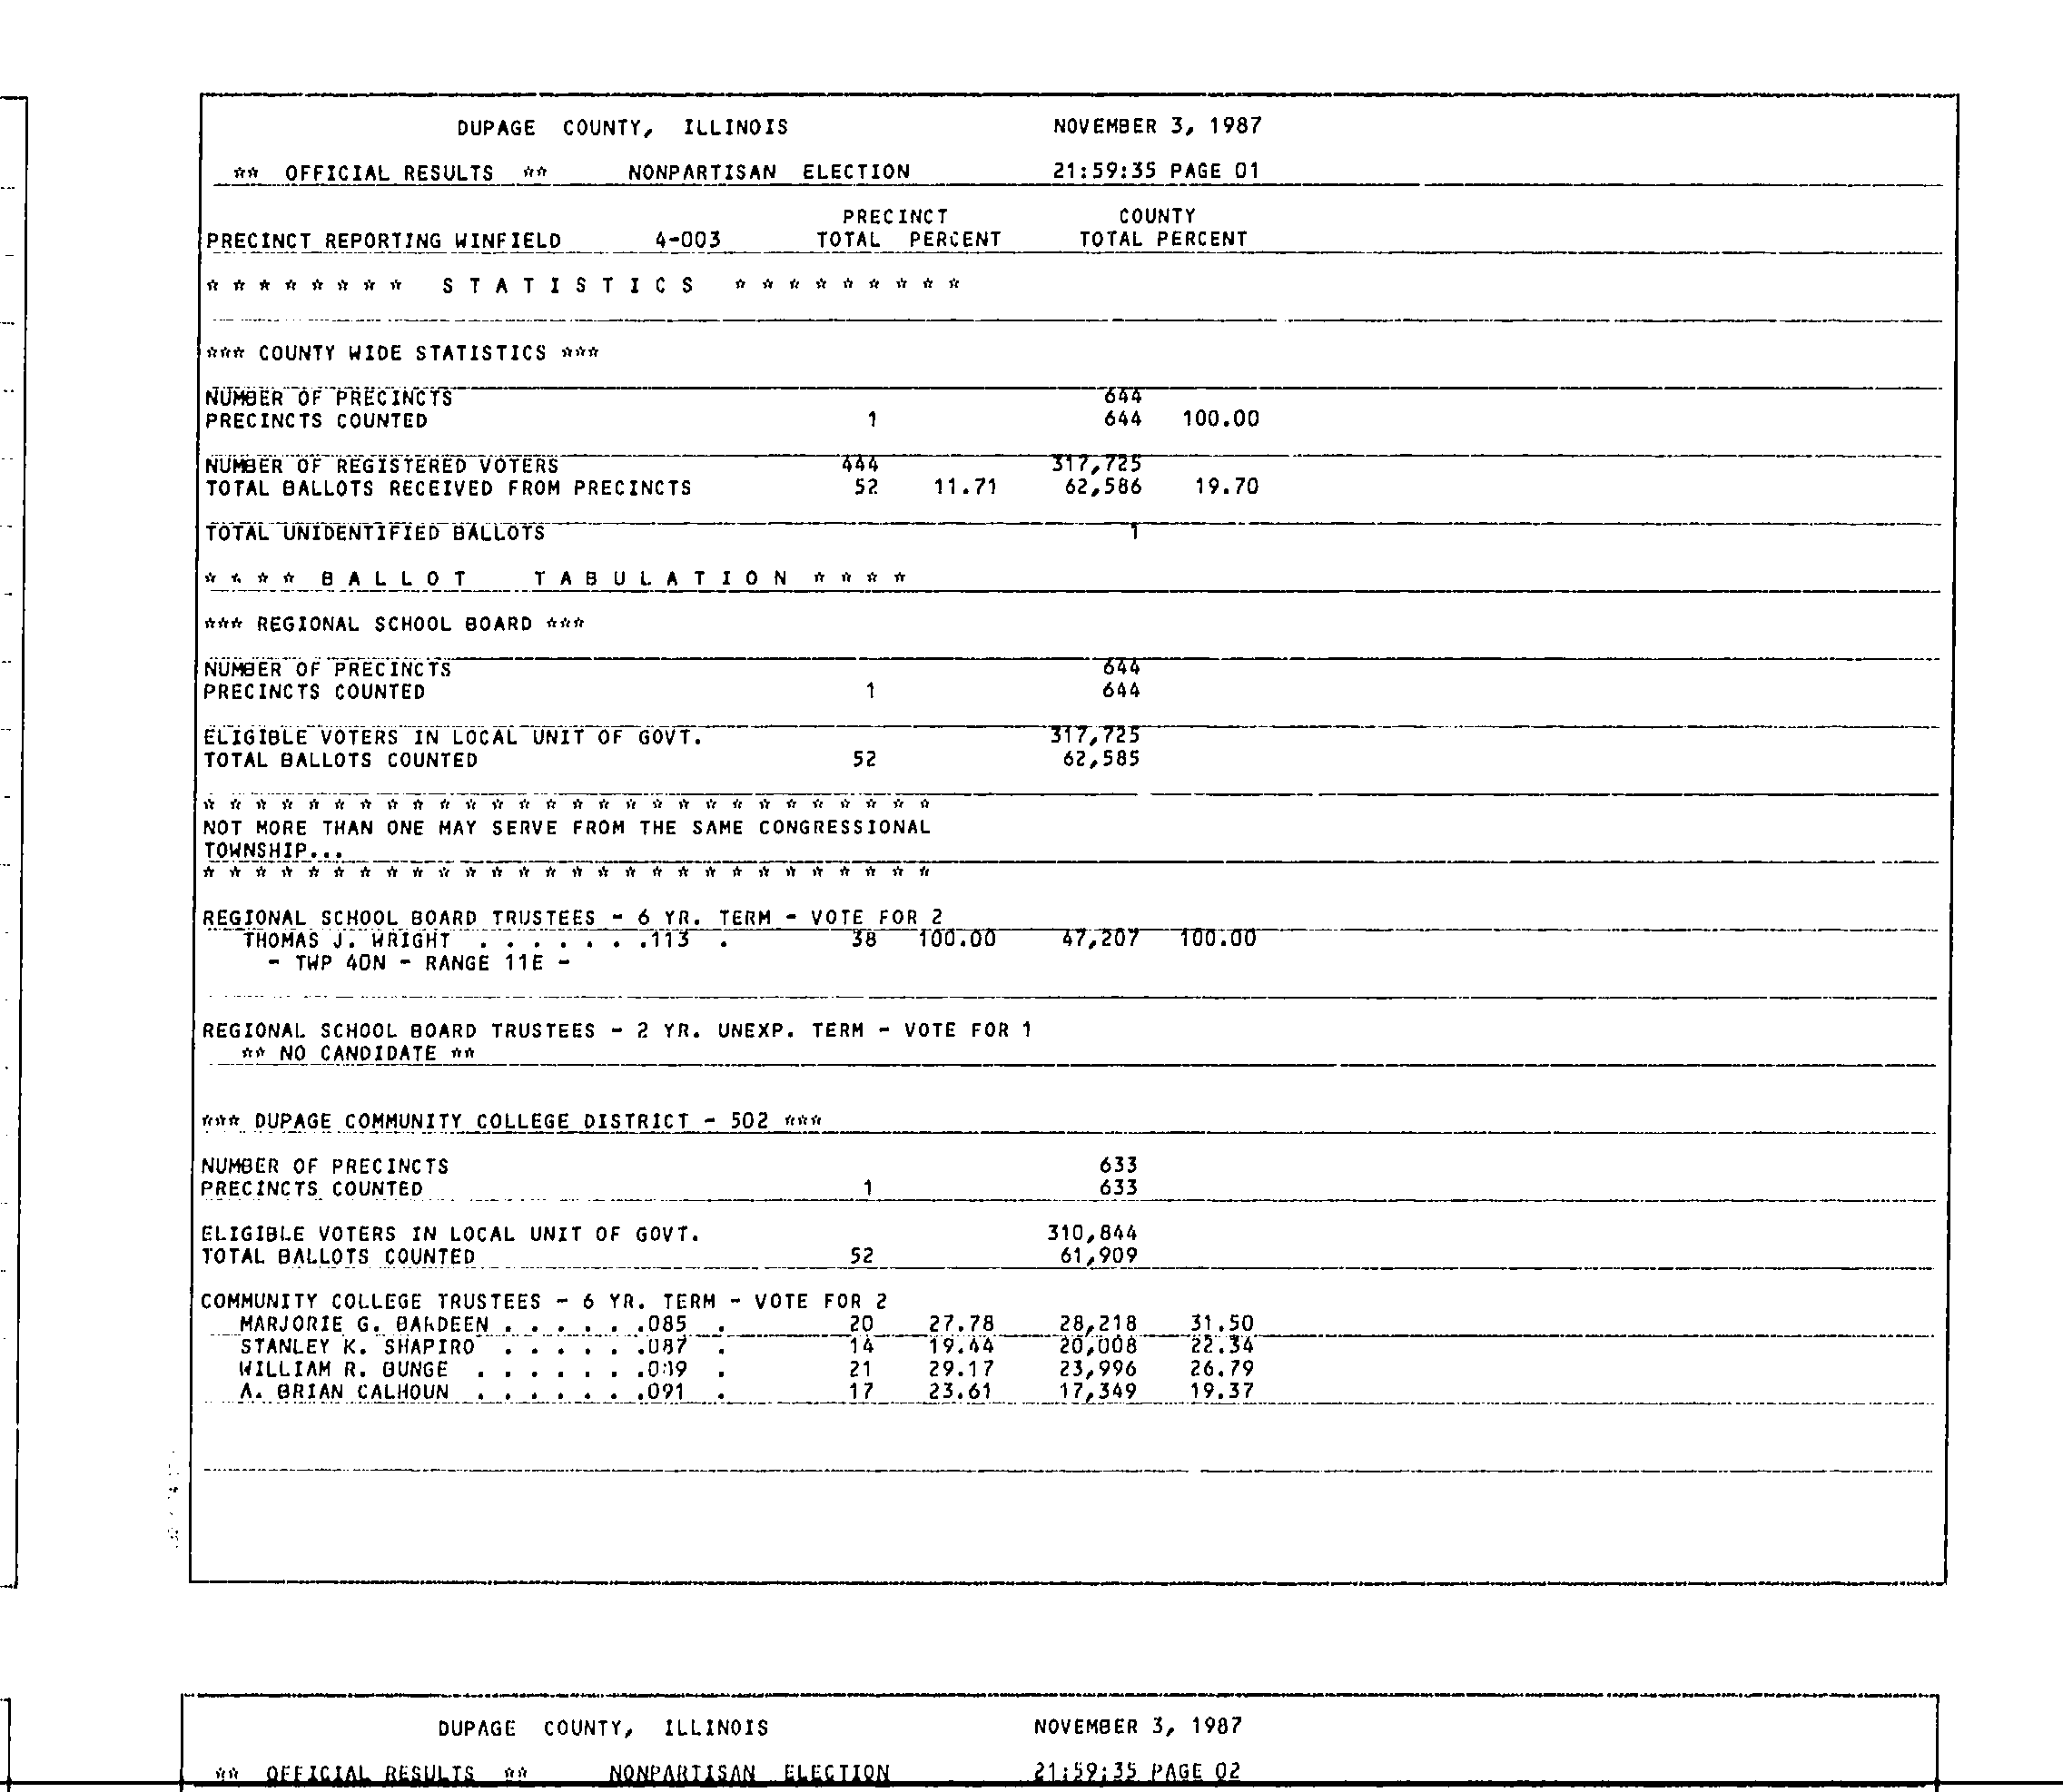 DUPAGE COUNTY, ILLINOIS NOVEMBER 3, 1987
** OFFICIAL RESULTS ** NONPARTISAN ELECTION 21:59:35 PAGE 01
PRECINCT COUNTY
PRECINCT REPORTING WINFIELD 4-003 TOTAL PERCENT TOTAL PERCENT
* * * * * * * * S T A T I S T I C S * * * * * * * * *
*** COUNTY WIDE STATISTICS ***
NUMBER OF PRECINCTS 644
PRECINCTS COUNTED 1 644 100.00
NUMBER OF REGISTERED VOTERS 444 317,725
TOTAL BALLOTS RECEIVED FROM PRECINCTS 52 11.71 62,586 19.70
TOTAL UNIDENTIFIED BALLOTS 1
* * * * B A L L O T T A B U L A T I O N * * * *
*** REGIONAL SCHOOL BOARD ***
NUMBER OF PRECINCTS 644
PRECINCTS COUNTED 1 644
ELIGIBLE VOTERS IN LOCAL UNIT OF GOVT. 317,725
TOTAL BALLOTS COUNTED 52 62,585
* * * * * * * * * * * * * * * * * * * * * * * * * * * *
NOT MORE THAN ONE MAY SERVE FROM THE SAME CONGRESSIONAL
TOWNSHIP...
* * * * * * * * * * * * * * * * * * * * * * * * * * * *
REGIONAL SCHOOL BOARD TRUSTEES - 6 YR. TERM - VOTE FOR 2
THOMAS J. WRIGHT . . . . . . .113 . 38 100.00 47,207 100.00
- TWP 40N - RANGE 11E -
REGIONAL SCHOOL BOARD TRUSTEES - 2 YR. UNEXP. TERM - VOTE FOR 1
** NO CANDIDATE **
*** DUPAGE COMMUNITY COLLEGE DISTRICT - 502 ***
NUMBER OF PRECINCTS 633
PRECINCTS COUNTED 1 633
ELIGIBLE VOTERS IN LOCAL UNIT OF GOVT. 310,844
TOTAL BALLOTS COUNTED 52 61,909
COMMUNITY COLLEGE TRUSTEES - 6 YR. TERM - VOTE FOR 2
MARJORIE G. BARDEEN . . . . . .085 . 20 27.78 28,218 31.50
STANLEY K. SHAPIRO . . . . . .087 . 14 19.44 20,008 22.34
WILLIAM R. BUNGE . . . . . . .089 . 21 29.17 23,996 26.79
A. BRIAN CALHOUN . . . . . . .091 . 17 23.61 17,349 19.37
DUPAGE COUNTY, ILLINOIS NOVEMBER 3, 1987
** OFFICIAL RESULTS ** NONPARTISAN ELECTION 21:59:35 PAGE 02